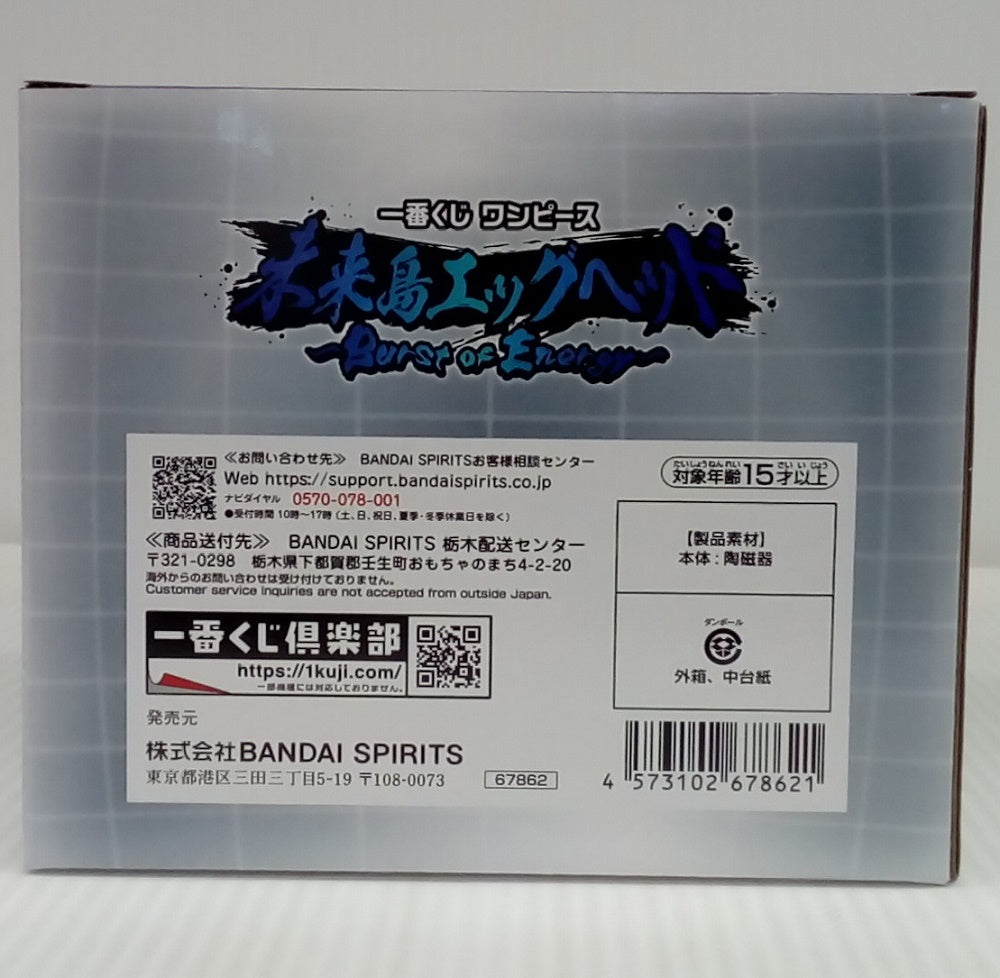 一番くじ ワンピース
未来島エッグヘッド
~Burst of Energy~
≪お問い合わせ先≫ BANDAI SPIRITSお客様相談センター
Web https://support.bandaispirits.co.jp
ナビダイヤル 0570-078-001
●受付時間 10時～17時(土、日、祝日、夏季・冬季休業日を除く)
≪商品送付先≫ BANDAI SPIRITS 栃木配送センター
〒321-0298 栃木県下都賀郡壬生町おもちゃのまち4-2-20
海外からのお問い合わせは受け付けておりません。
Customer service inquiries are not accepted from outside Japan.
一番くじ倶楽部
https://1kuji.com/
一部機種には対応しておりません。
発売元
株式会社BANDAI SPIRITS
東京都港区三田三丁目5-19 〒108-0073
67862
たいしょうねんれい さい いじょう
対象年齢15才以上
【製品素材】
本体:陶磁器
ダンボール
外箱、中台紙
4 573102 678621